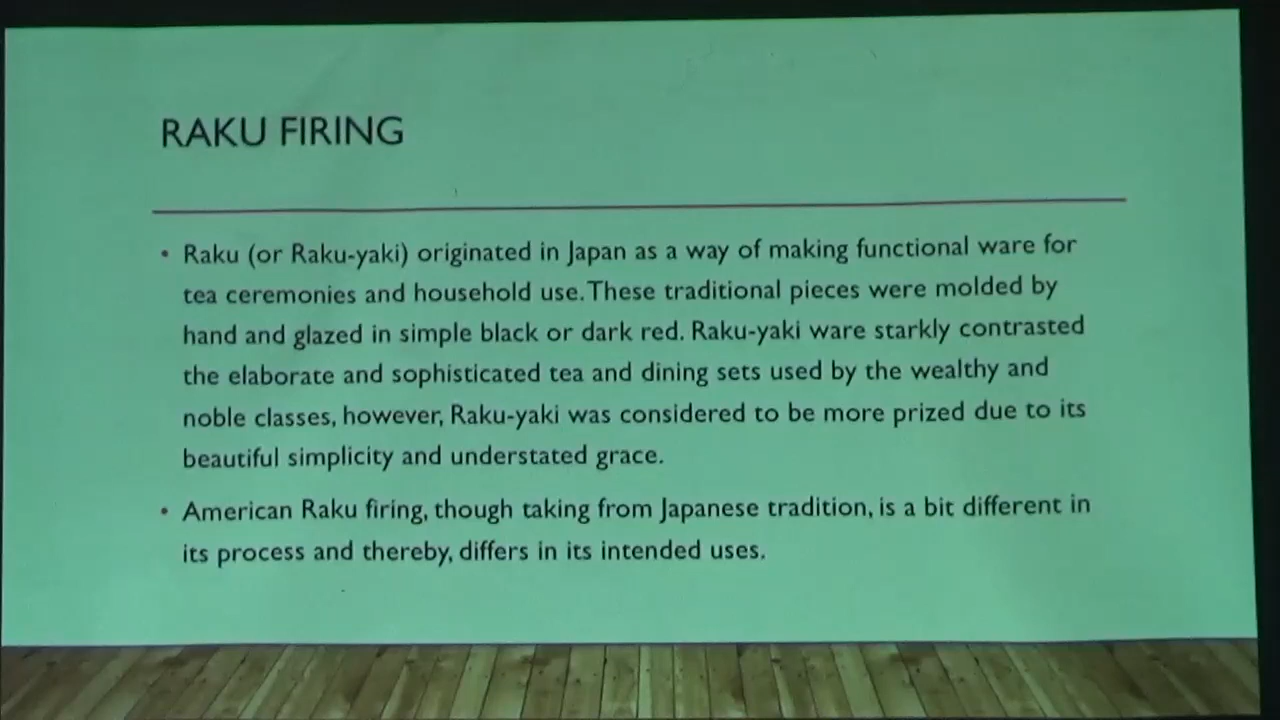 RAKU FIRING
• Raku (or Raku-yaki) originated in Japan as a way of making functional ware for
tea ceremonies and household use. These traditional pieces were molded by
hand and glazed in simple black or dark red. Raku-yaki ware starkly contrasted
the elaborate and sophisticated tea and dining sets used by the wealthy and
noble classes, however, Raku-yaki was considered to be more prized due to its
beautiful simplicity and understated grace.
• American Raku firing, though taking from Japanese tradition, is a bit different in
its process and thereby, differs in its intended uses.